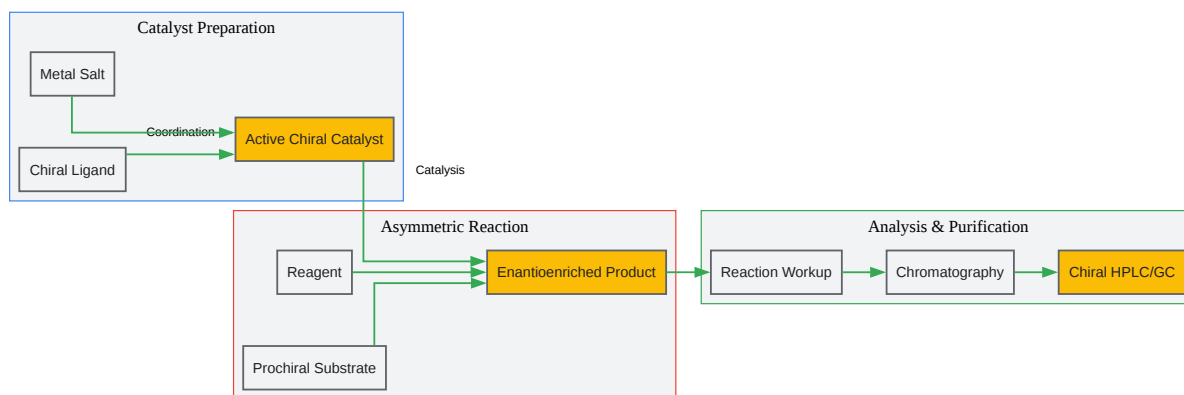 Catalyst Preparation
Metal Salt
Coordination
Active Chiral Catalyst
Chiral Ligand
Catalysis
Asymmetric Reaction
Reagent
Enantioenriched Product
Prochiral Substrate
Analysis & Purification
Reaction Workup
Chromatography
Chiral HPLC/GC